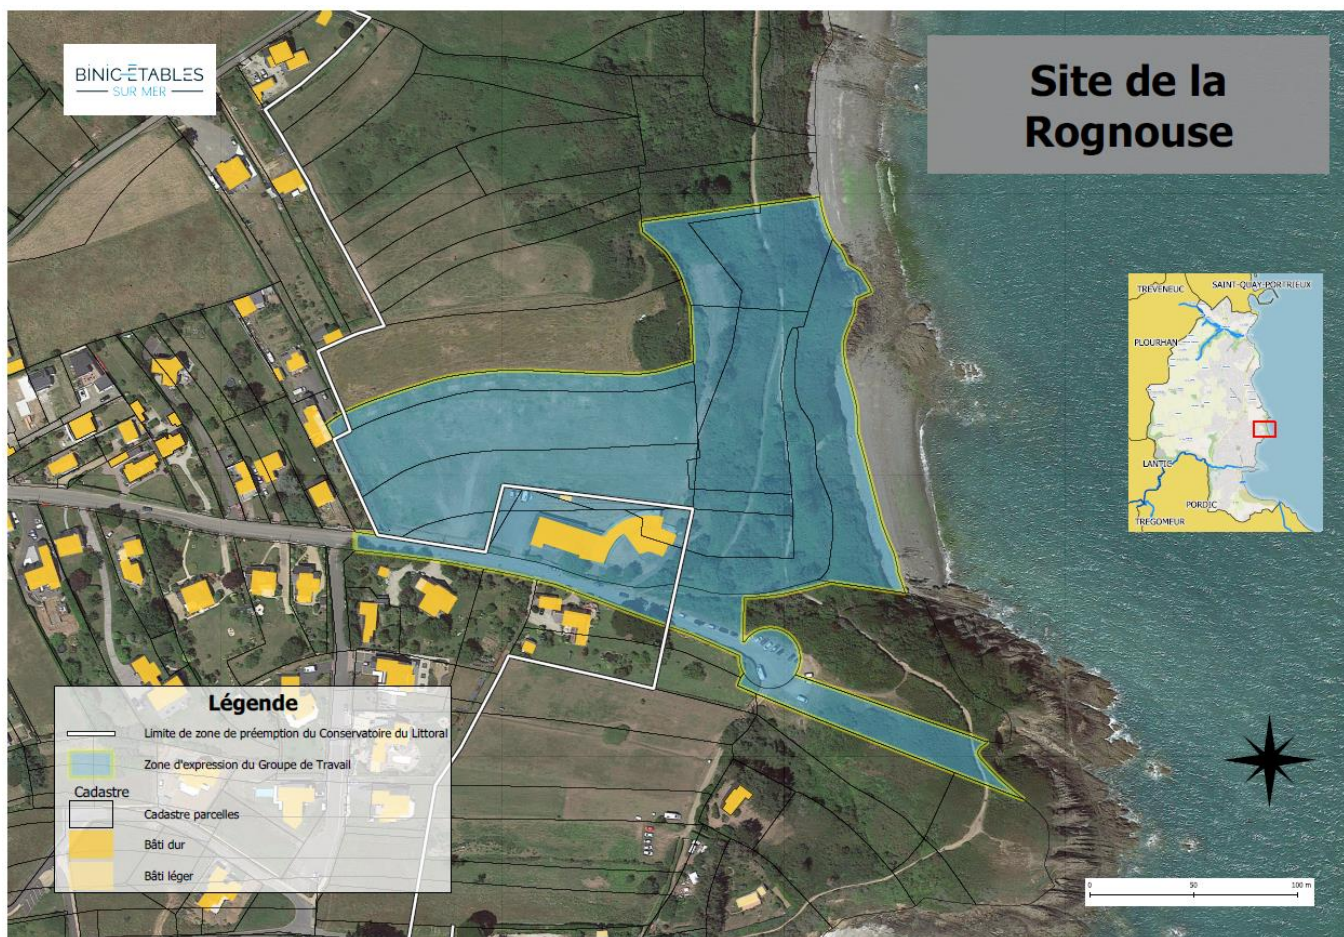 BINIC-ÉTABLES
SUR MER
Site de la
Rognouse
TREVENEUC
SAINT-QUAY-PORTRIEUX
PLOURHAN
LANTIC
PORDIC
TREGOMEUR
Légende
Limite de zone de préemption du Conservatoire du Littoral
Zone d'expression du Groupe de Travail
Cadastre
Cadastre parcelles
Bâti dur
Bâti léger
0 50 100 m